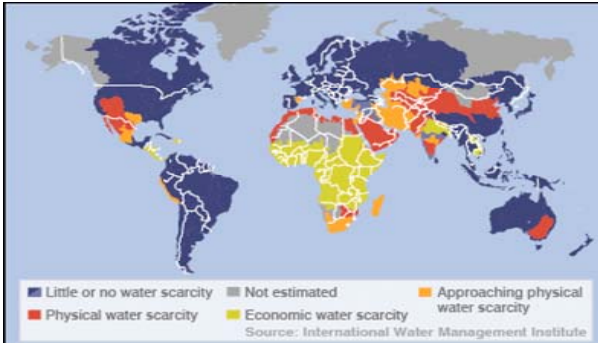 Little or no water scarcity
Not estimated
Approaching physical
water scarcity
Physical water scarcity
Economic water scarcity
Source: International Water Management Institute